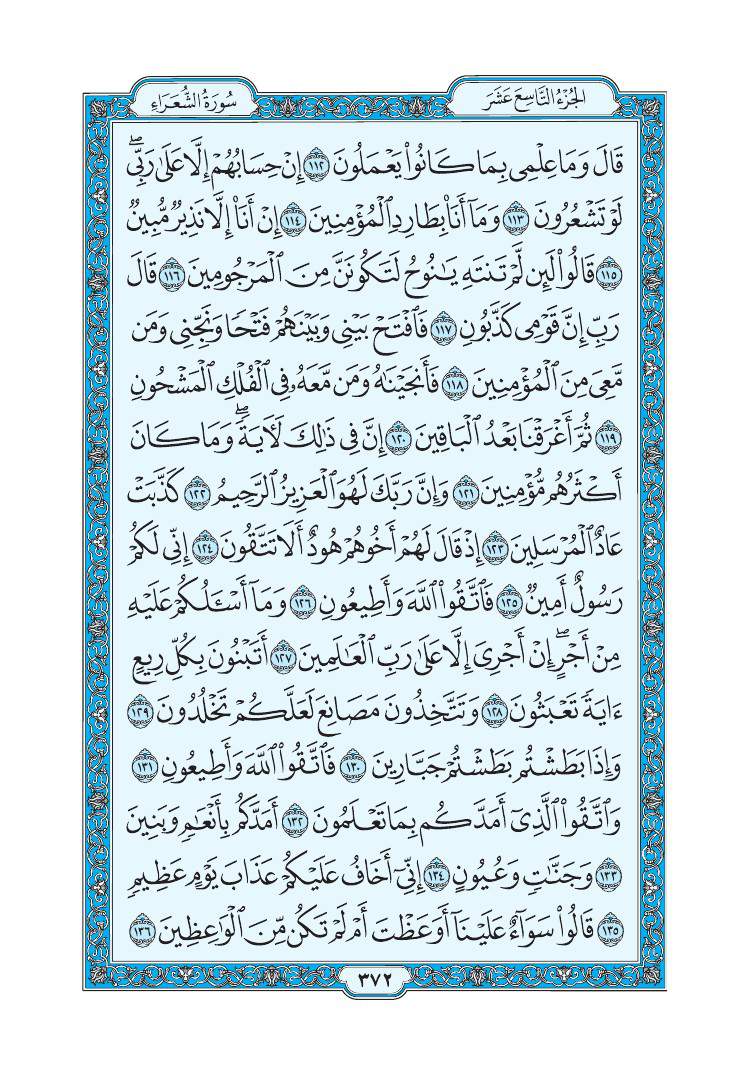 الجُزْءُ التَّاسِعَ عَشَرَ سُورَةُ الشُّعَرَاءِ
قَالَ وَمَا عِلْمِى بِمَا كَانُوا۟ يَعْمَلُونَ ١١٢ إِنْ حِسَابُهُمْ إِلَّا عَلَىٰ رَبِّىۖ
لَوْ تَشْعُرُونَ ١١٣ وَمَآ أَنَا۠ بِطَارِدِ ٱلْمُؤْمِنِينَ ١١٤ إِنْ أَنَا۠ إِلَّا نَذِيرٌ مُّبِينٌ
١١٥ قَالُوا۟ لَئِن لَّمْ تَنتَهِ يَٰنُوحُ لَتَكُونَنَّ مِنَ ٱلْمَرْجُومِينَ ١١٦ قَالَ
رَبِّ إِنَّ قَوْمِى كَذَّبُونِ ١١٧ فَٱفْتَحْ بَيْنِى وَبَيْنَهُمْ فَتْحًا وَنَجِّنِى وَمَن
مَّعِىَ مِنَ ٱلْمُؤْمِنِينَ ١١٨ فَأَنجَيْنَٰهُ وَمَن مَّعَهُۥ فِى ٱلْفُلْكِ ٱلْمَشْحُونِ
١١٩ ثُمَّ أَغْرَقْنَا بَعْدُ ٱلْبَاقِينَ ١٢٠ إِنَّ فِى ذَٰلِكَ لَءَايَةًۖ وَمَا كَانَ
أَكْثَرُهُم مُّؤْمِنِينَ ١٢١ وَإِنَّ رَبَّكَ لَهُوَ ٱلْعَزِيزُ ٱلرَّحِيمُ ١٢٢ كَذَّبَتْ
عَادٌ ٱلْمُرْسَلِينَ ١٢٣ إِذْ قَالَ لَهُمْ أَخُوهُمْ هُودٌ أَلَا تَتَّقُونَ ١٢٤ إِنِّى لَكُمْ
رَسُولٌ أَمِينٌ ١٢٥ فَٱتَّقُوا۟ ٱللَّهَ وَأَطِيعُونِ ١٢٦ وَمَآ أَسْـَٔلُكُمْ عَلَيْهِ
مِنْ أَجْرٍۖ إِنْ أَجْرِىَ إِلَّا عَلَىٰ رَبِّ ٱلْعَٰلَمِينَ ١٢٧ أَتَبْنُونَ بِكُلِّ رِيعٍ
ءَايَةً تَعْبَثُونَ ١٢٨ وَتَتَّخِذُونَ مَصَانِعَ لَعَلَّكُمْ تَخْلُدُونَ ١٢٩
وَإِذَا بَطَشْتُم بَطَشْتُمْ جَبَّارِينَ ١٣٠ فَٱتَّقُوا۟ ٱللَّهَ وَأَطِيعُونِ ١٣١
وَٱتَّقُوا۟ ٱلَّذِىٓ أَمَدَّكُم بِمَا تَعْلَمُونَ ١٣٢ أَمَدَّكُم بِأَنْعَٰمٍ وَبَنِينَ
١٣٣ وَجَنَّٰتٍ وَعُيُونٍ ١٣٤ إِنِّىٓ أَخَافُ عَلَيْكُمْ عَذَابَ يَوْمٍ عَظِيمٍ
١٣٥ قَالُوا۟ سَوَآءٌ عَلَيْنَآ أَوَعَظْتَ أَمْ لَمْ تَكُن مِّنَ ٱلْوَٰعِظِينَ ١٣٦
٣٧٢